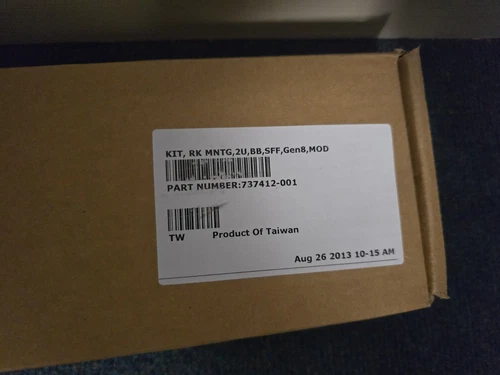 KIT, RK MNTG,2U,BB,SFF,Gen8,MOD
PART NUMBER:737412-001
TW Product Of Taiwan
Aug 26 2013 10-15 AM